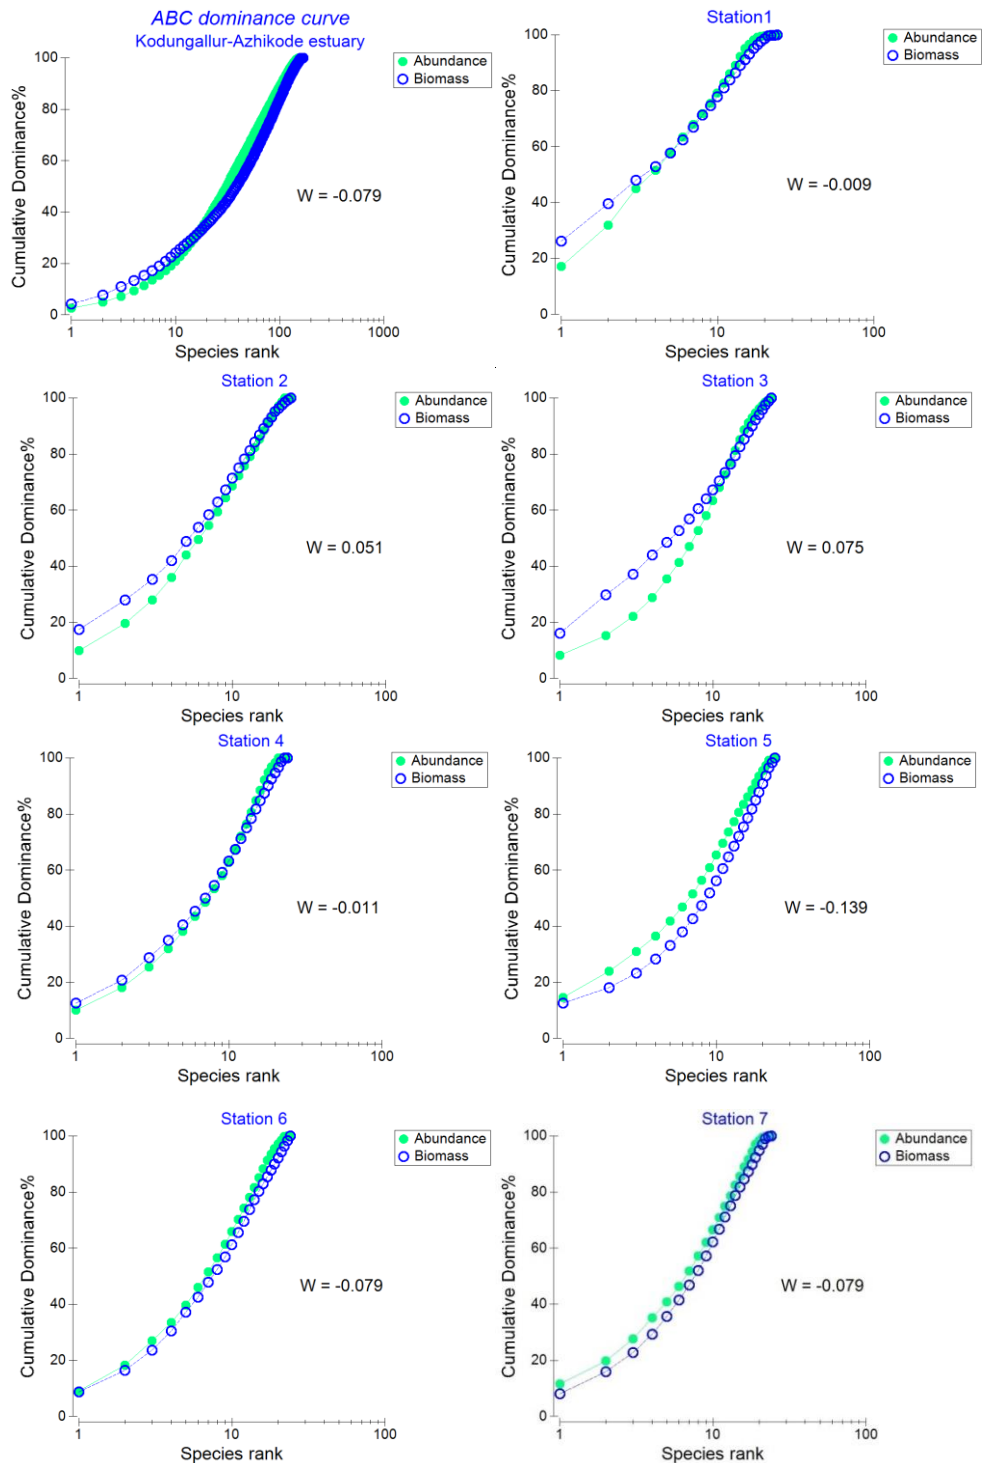 ABC dominance curve
Kodungallur-Azhikode estuary
Abundance
Biomass
Cumulative Dominance%
100
80
60
40
20
0
W = -0.079
1 10 100 1000
Species rank
Station1
Abundance
Biomass
Cumulative Dominance%
100
80
60
40
20
0
W = -0.009
1 10 100
Species rank
Station 2
Abundance
Biomass
Cumulative Dominance%
100
80
60
40
20
0
W = 0.051
1 10 100
Species rank
Station 3
Abundance
Biomass
Cumulative Dominance%
100
80
60
40
20
0
W = 0.075
1 10 100
Species rank
Station 4
Abundance
Biomass
Cumulative Dominance%
100
80
60
40
20
0
W = -0.011
1 10 100
Species rank
Station 5
Abundance
Biomass
Cumulative Dominance%
100
80
60
40
20
0
W = -0.139
1 10 100
Species rank
Station 6
Abundance
Biomass
Cumulative Dominance%
100
80
60
40
20
0
W = -0.079
1 10 100
Species rank
Station 7
Abundance
Biomass
Cumulative Dominance%
100
80
60
40
20
0
W = -0.079
1 10 100
Species rank